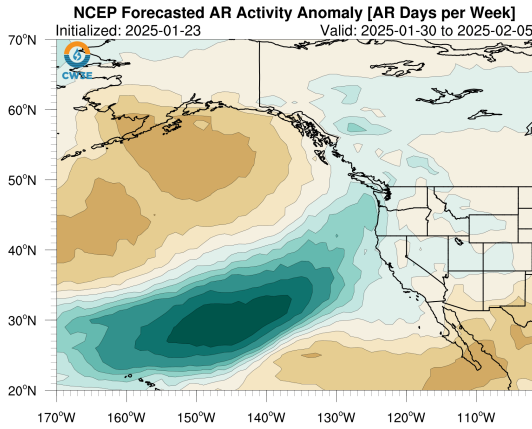 NCEP Forecasted AR Activity Anomaly [AR Days per Week]
Initialized: 2025-01-23
Valid: 2025-01-30 to 2025-02-05
70°N
CW3E
60°N
50°N
40°N
30°N
20°N
170°W 160°W 150°W 140°W 130°W 120°W 110°W